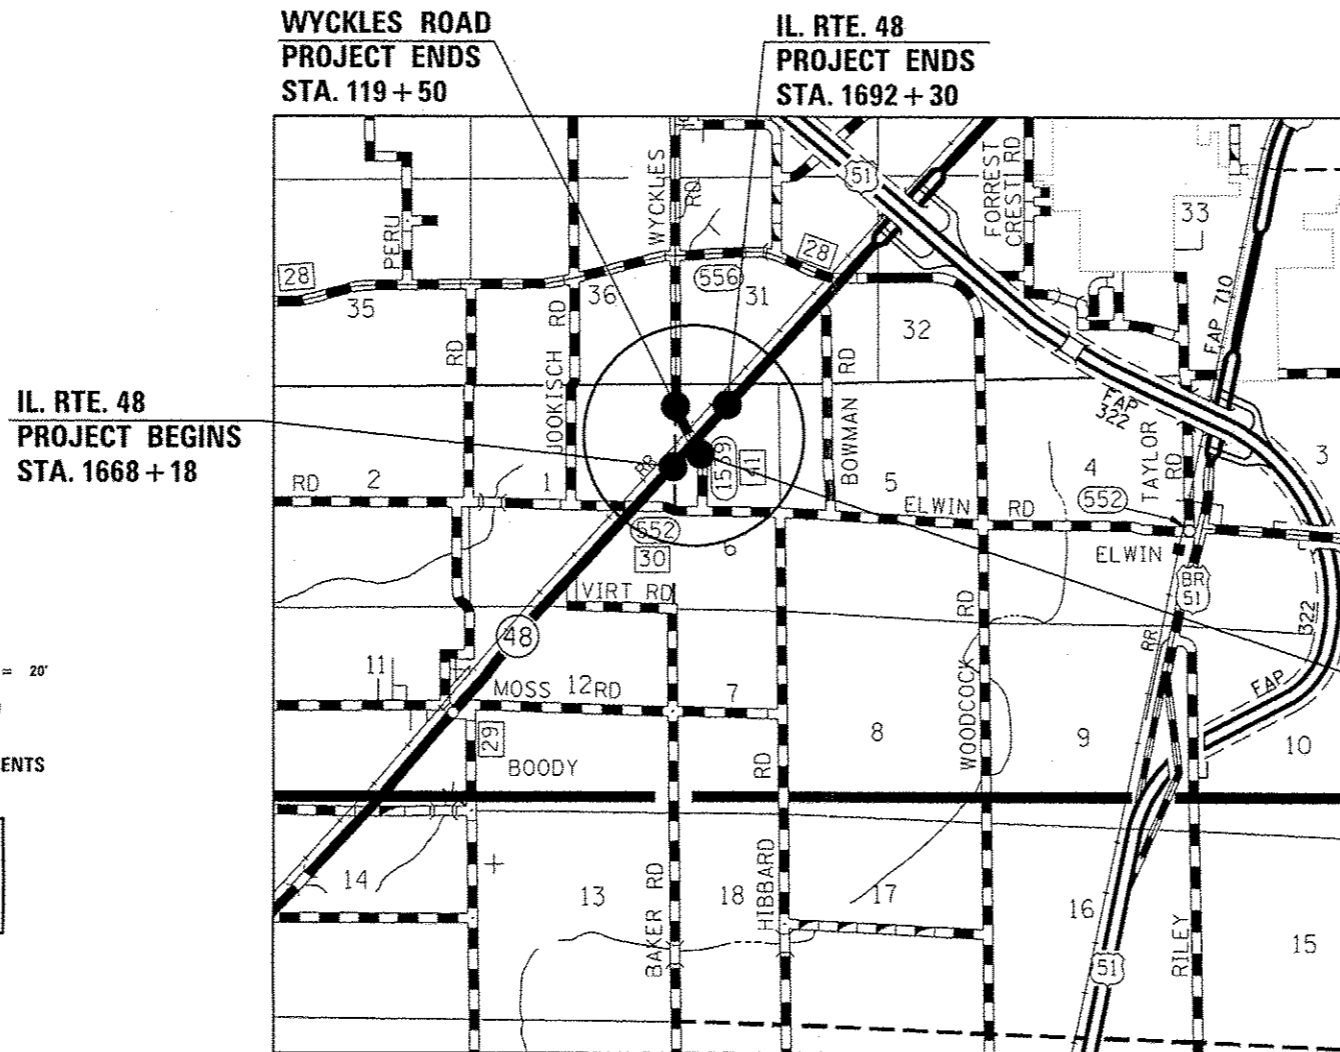 WYCKLES ROAD
PROJECT ENDS
STA. 119+50
IL. RTE. 48
PROJECT ENDS
STA. 1692+30
IL. RTE. 48
PROJECT BEGINS
STA. 1668+18
= 20'
ENTS
WYCKLES
RD
51
FORREST
CREST RD
33
PERU
28
28
556
35
36
31
32
FAP 710
RD
JOOKISCH RD
BOWMAN RD
FAP
322
TAYLOR
RD
RR
1559
41
RD
2
1
5
4
3
552
ELWIN RD
552
30
6
ELWIN
VIRT RD
BR
51
48
RD
322
RR
11
MOSS 12 RD
7
WOODCOCK
FAP
29
8
9
10
BOODY
RD
14
13
BAKER RD
18
HIBBARD
17
16
RILEY
15
51